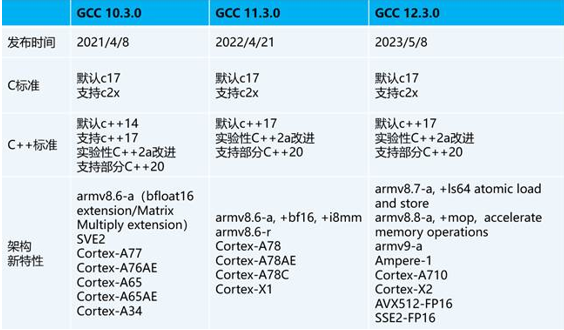 GCC 10.3.0 GCC 11.3.0 GCC 12.3.0
发布时间 2021/4/8 2022/4/21 2023/5/8
C标准
默认c17
支持c2x
默认c17
支持c2x
默认c17
支持c2x
C++标准
默认c++14
支持c++17
实验性C++2a改进
支持部分C++20
默认c++17
实验性C++2a改进
支持部分C++20
默认c++17
实验性C++2a改进
支持部分C++20
架构
新特性
armv8.6-a（bfloat16
extension/Matrix
Multiply extension）
SVE2
Cortex-A77
Cortex-A76AE
Cortex-A65
Cortex-A65AE
Cortex-A34
armv8.6-a, +bf16, +i8mm
armv8.6-r
Cortex-A78
Cortex-A78AE
Cortex-A78C
Cortex-X1
armv8.7-a, +ls64 atomic load
and store
armv8.8-a, +mop, accelerate
memory operations
armv9-a
Ampere-1
Cortex-A710
Cortex-X2
AVX512-FP16
SSE2-FP16